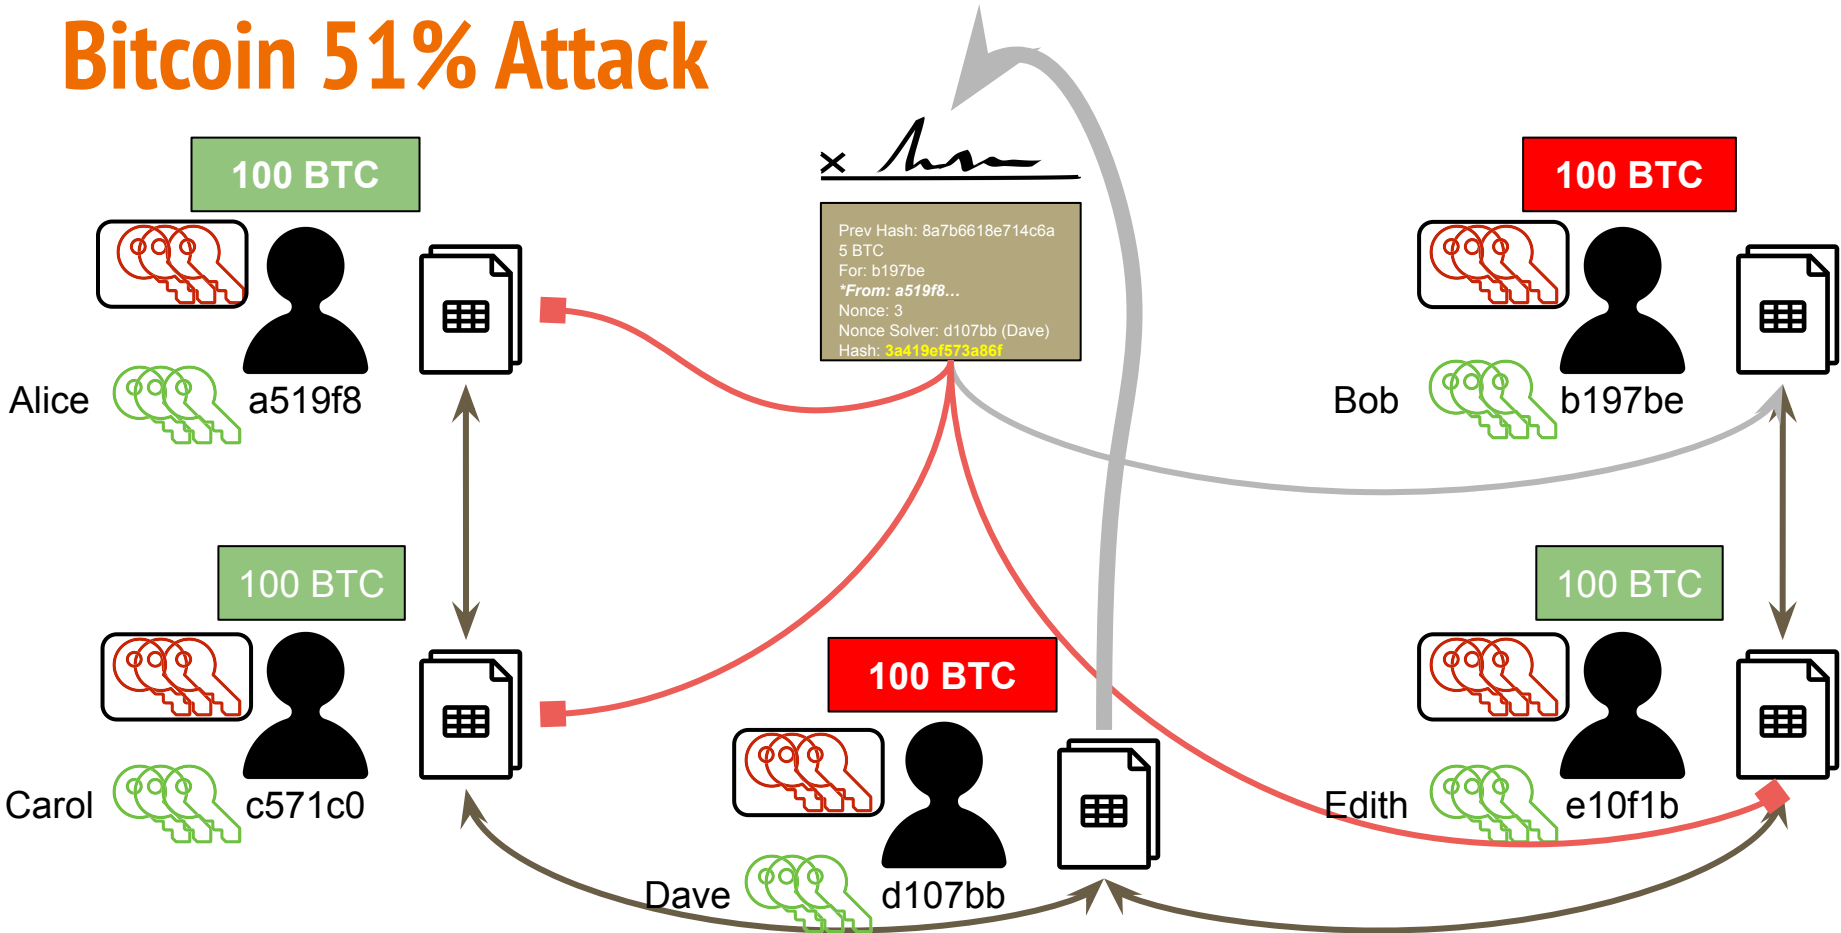 Bitcoin 51% Attack
100 BTC
100 BTC
x
Prev Hash: 8a7b6618e714c6a
5 BTC
For: b197be
*From: a519f8...
Nonce: 3
Nonce Solver: d107bb (Dave)
Hash: 3a419ef573a86f
Alice
a519f8
Bob
b197be
100 BTC
100 BTC
100 BTC
Carol
c571c0
Edith
e10f1b
Dave
d107bb